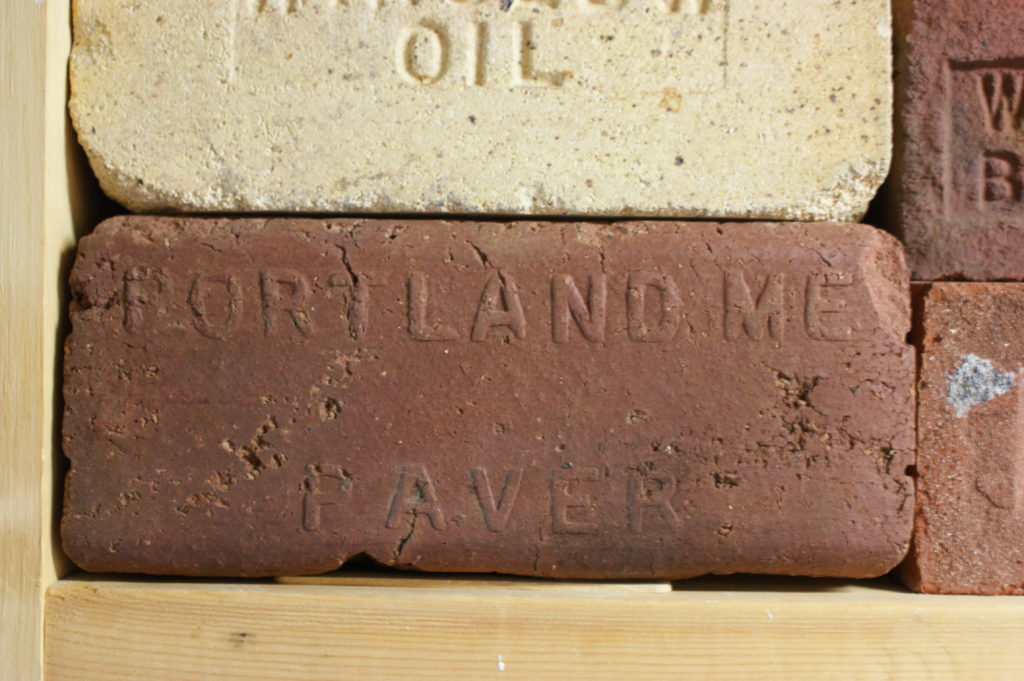 OIL
PORTLAND ME
PAVER
W
B